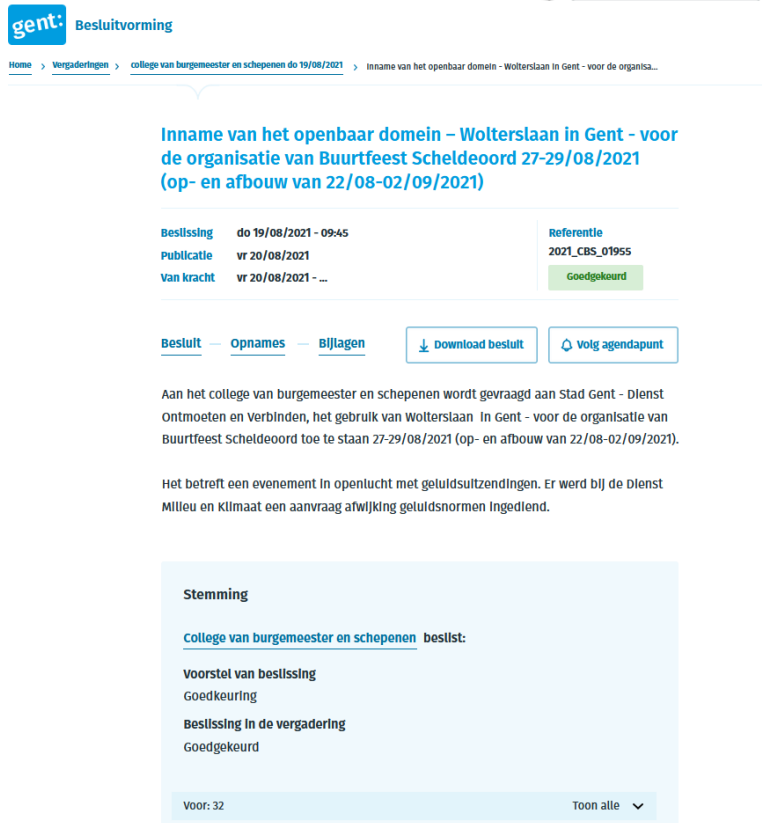 gent:
Besluitvorming
Home > Vergaderingen > college van burgemeester en schepenen do 19/08/2021 > Inname van het openbaar domein - Wolterslaan in Gent - voor de organisa...
Inname van het openbaar domein – Wolterslaan in Gent - voor
de organisatie van Buurtfeest Scheldeoord 27-29/08/2021
(op- en afbouw van 22/08-02/09/2021)
Beslissing do 19/08/2021 - 09:45
Publicatie vr 20/08/2021
Van kracht vr 20/08/2021 - ...
Referentie
2021_CBS_01955
Goedgekeurd
Besluit — Opnames — Bijlagen
Download besluit
Volg agendapunt
Aan het college van burgemeester en schepenen wordt gevraagd aan Stad Gent - Dienst
Ontmoeten en Verbinden, het gebruik van Wolterslaan in Gent - voor de organisatie van
Buurtfeest Scheldeoord toe te staan 27-29/08/2021 (op- en afbouw van 22/08-02/09/2021).
Het betreft een evenement in openlucht met geluidsuitzendingen. Er werd bij de Dienst
Milieu en Klimaat een aanvraag afwijking geluidsnormen ingediend.
Stemming
College van burgemeester en schepenen beslist:
Voorstel van beslissing
Goedkeuring
Beslissing in de vergadering
Goedgekeurd
Voor: 32
Toon alle